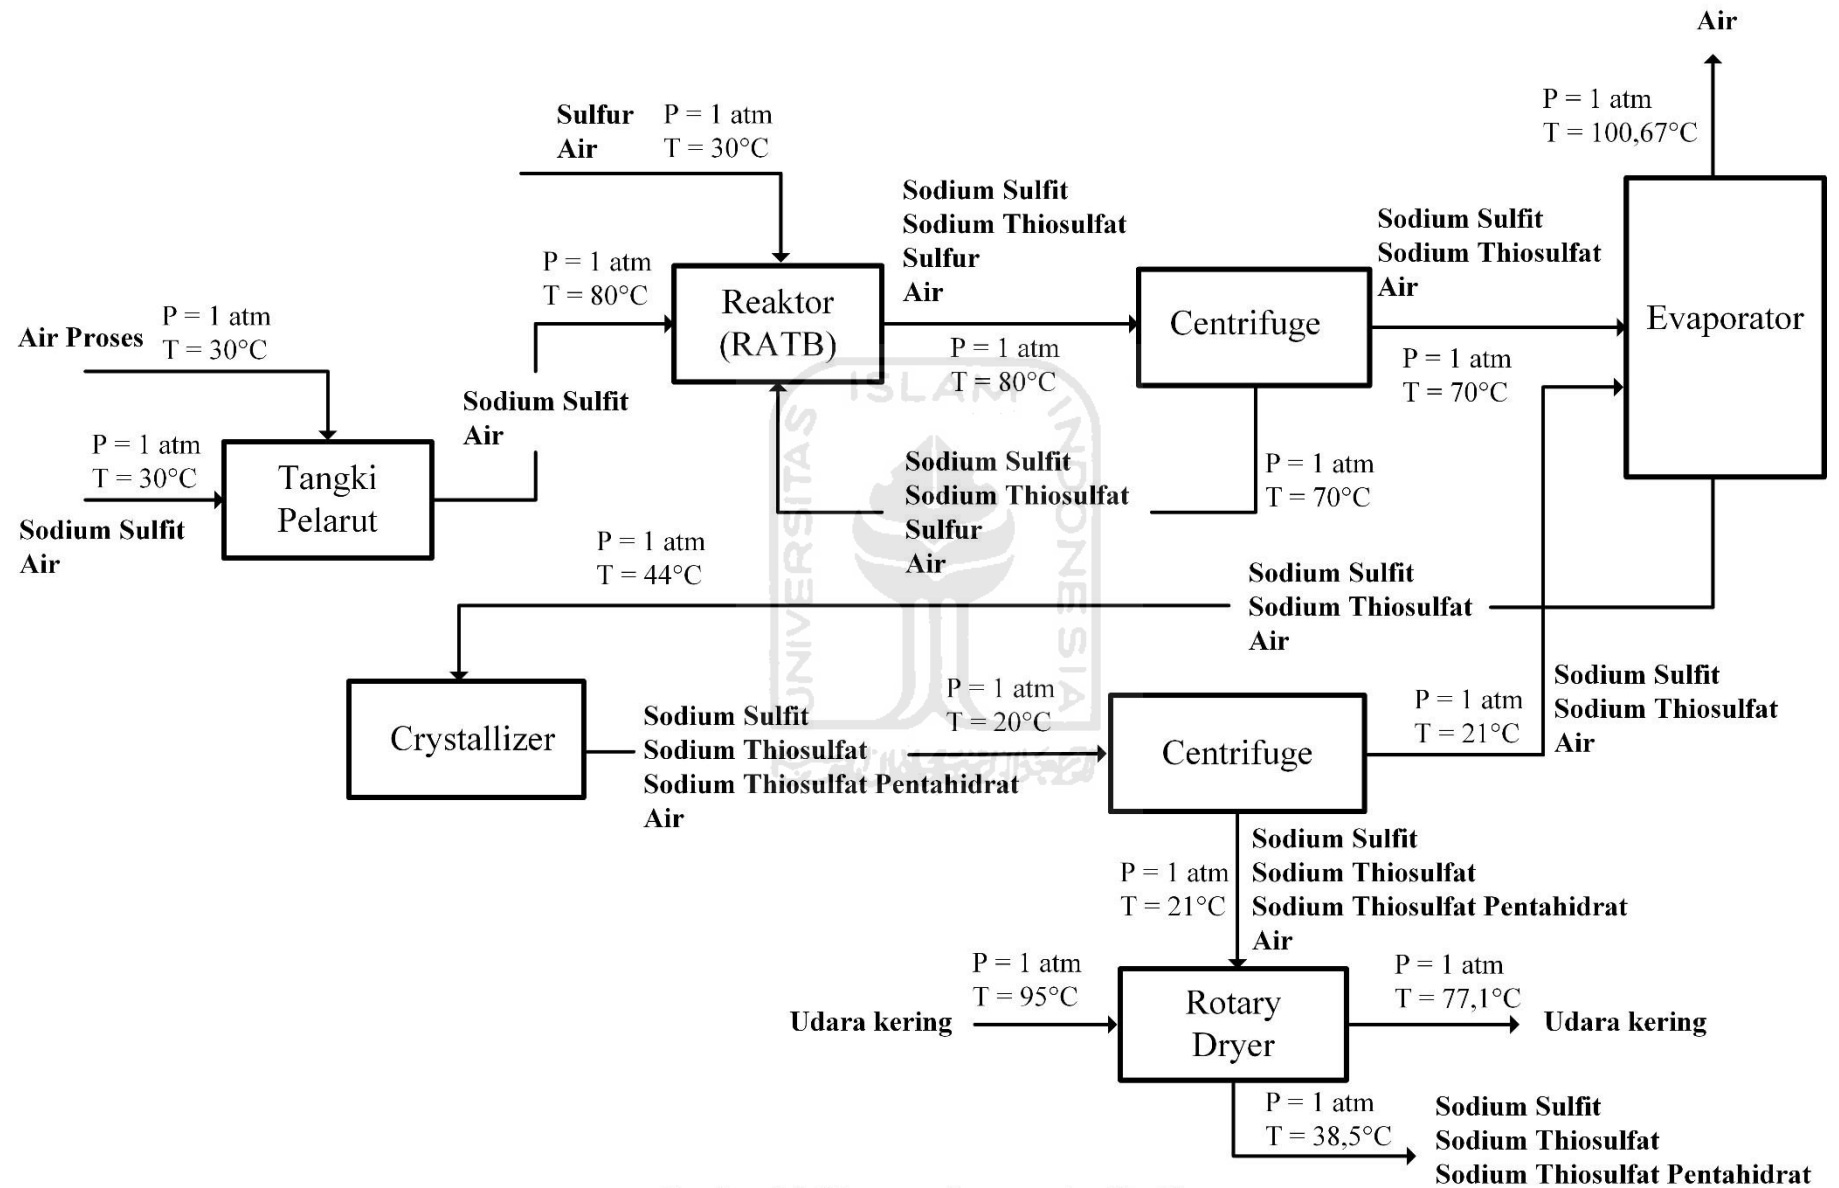 Air
P = 1 atm
T = 100,67°C
Sulfur
Air
P = 1 atm
T = 30°C
Sodium Sulfit
Sodium Thiosulfat
Sulfur
Air
Sodium Sulfit
Sodium Thiosulfat
Air
P = 1 atm
T = 80°C
Reaktor
(RATB)
Centrifuge
Evaporator
Air Proses
P = 1 atm
T = 30°C
P = 1 atm
T = 80°C
P = 1 atm
T = 70°C
Sodium Sulfit
Air
P = 1 atm
T = 30°C
Tangki
Pelarut
Sodium Sulfit
Air
Sodium Sulfit
Sodium Thiosulfat
Sulfur
Air
P = 1 atm
T = 70°C
P = 1 atm
T = 44°C
Sodium Sulfit
Sodium Thiosulfat
Air
UNIVERSITAS
ISLAM
INDONESIA
Crystallizer
Sodium Sulfit
Sodium Thiosulfat
Sodium Thiosulfat Pentahidrat
Air
P = 1 atm
T = 20°C
Centrifuge
P = 1 atm
T = 21°C
Sodium Sulfit
Sodium Thiosulfat
Air
P = 1 atm
T = 21°C
Sodium Sulfit
Sodium Thiosulfat
Sodium Thiosulfat Pentahidrat
Air
Udara kering
P = 1 atm
T = 95°C
Rotary
Dryer
P = 1 atm
T = 77,1°C
Udara kering
P = 1 atm
T = 38,5°C
Sodium Sulfit
Sodium Thiosulfat
Sodium Thiosulfat Pentahidrat